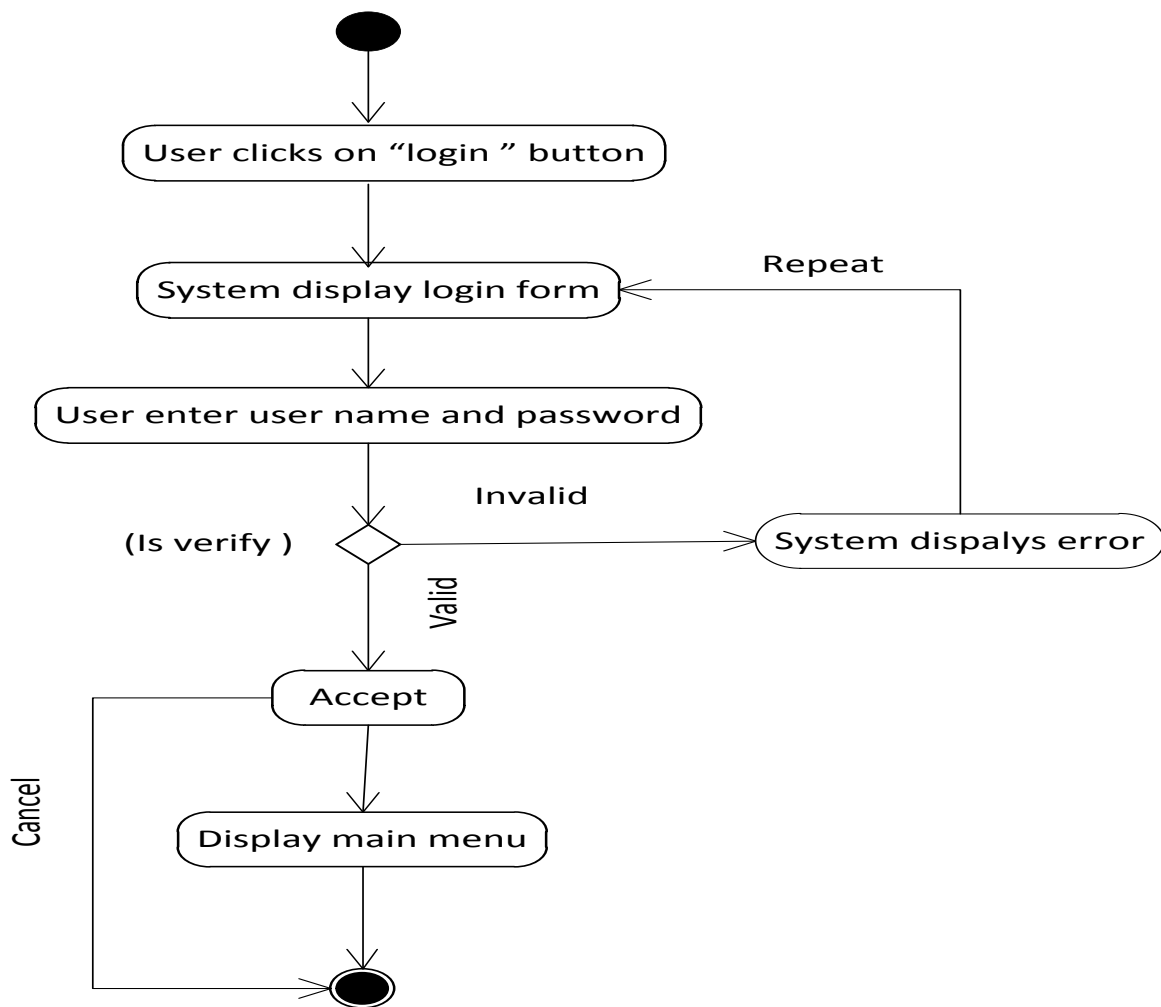 User clicks on “login ” button
Repeat
System display login form
User enter user name and password
Invalid
(Is verify )
System dispalys error
Valid
Accept
Cancel
Display main menu